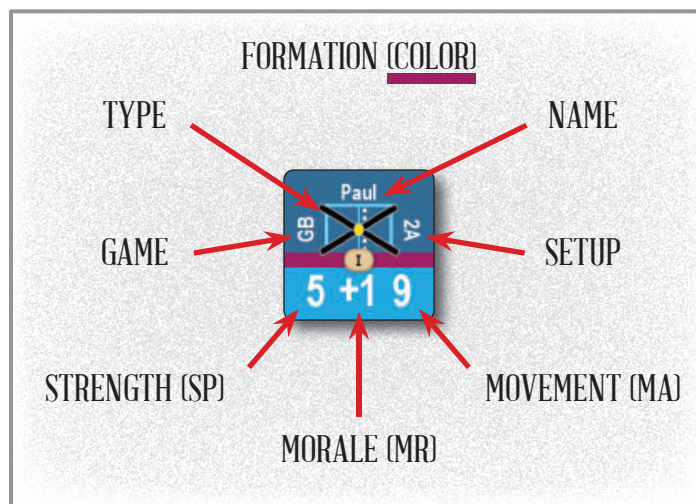 FORMATION (COLOR)
TYPE
NAME
Paul
GB
2A
GAME
SETUP
I
5 +1 9
STRENGTH (SP)
MOVEMENT (MA)
MORALE (MR)